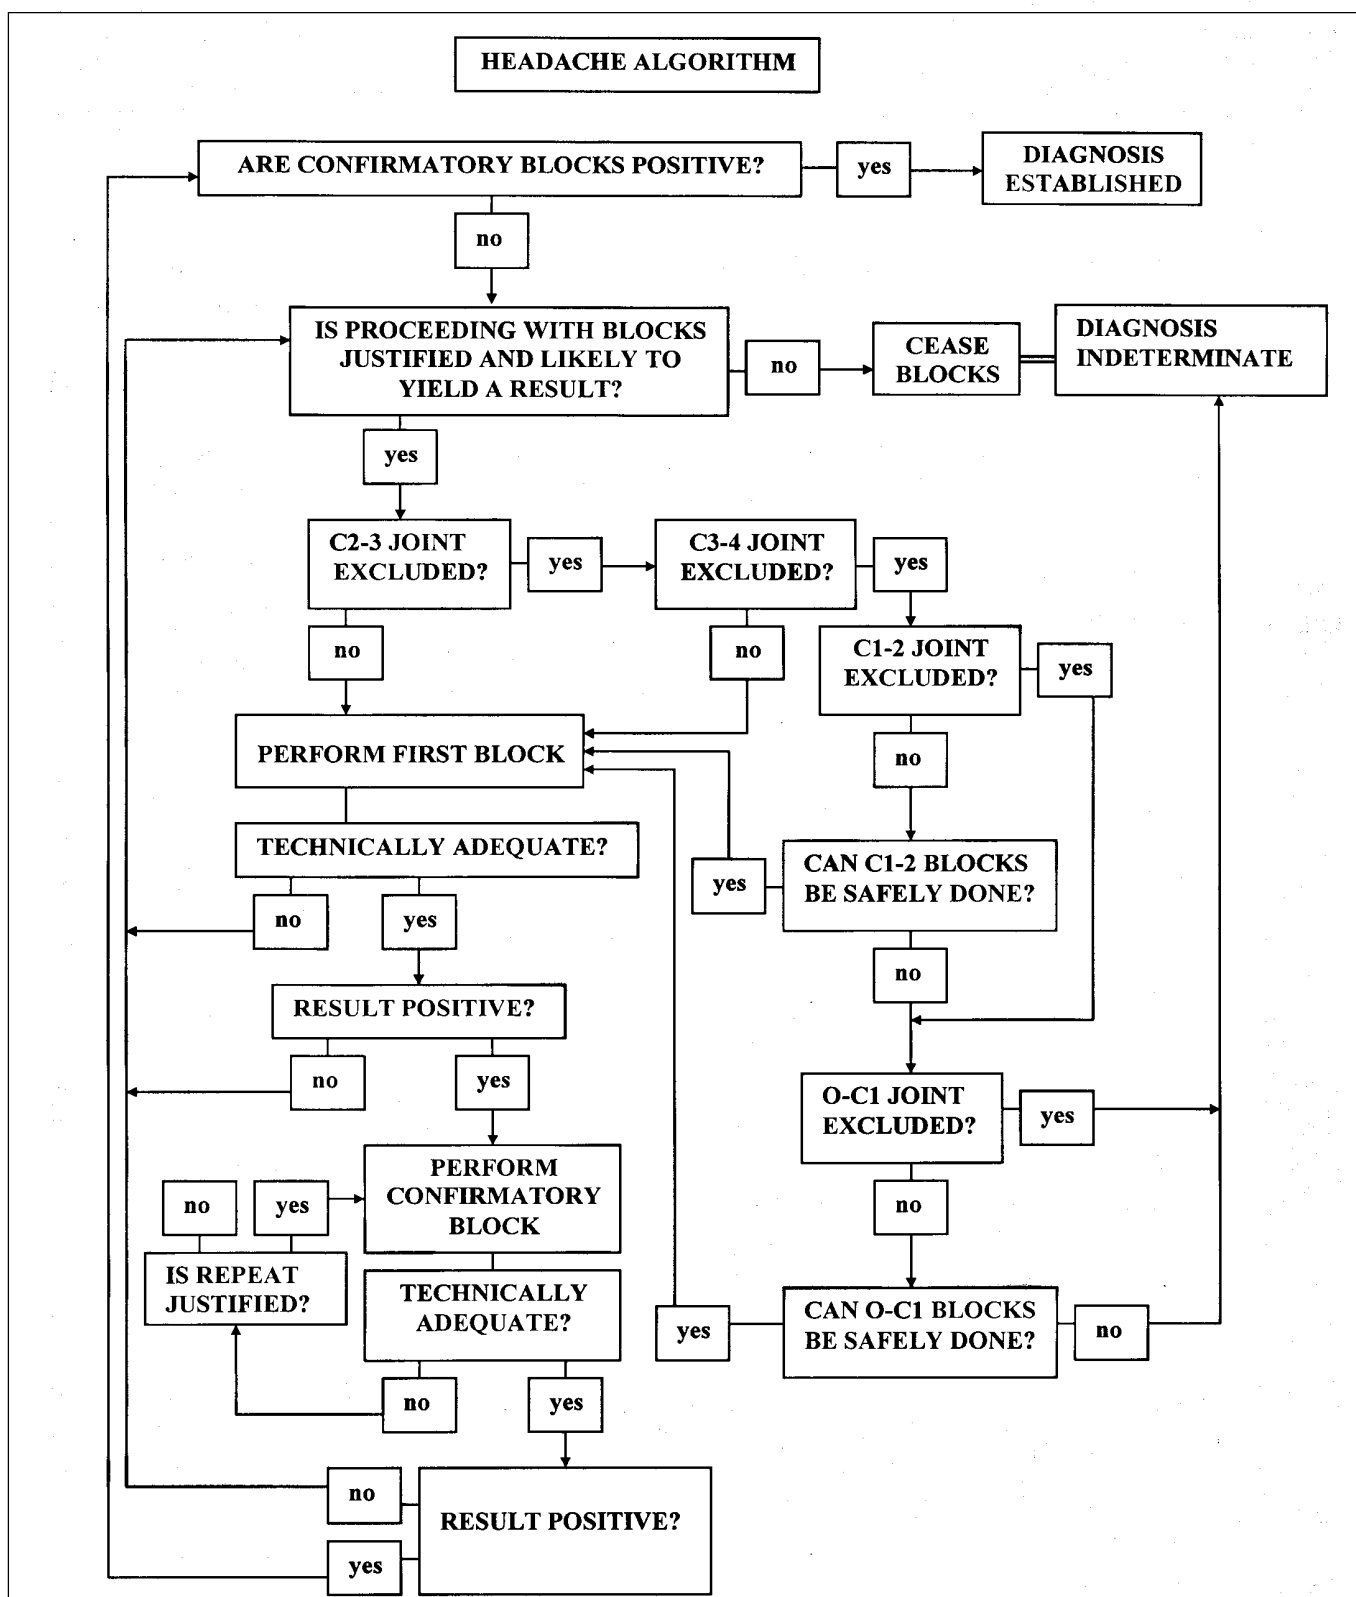 HEADACHE ALGORITHM
ARE CONFIRMATORY BLOCKS POSITIVE?
yes
DIAGNOSIS
ESTABLISHED
no
IS PROCEEDING WITH BLOCKS
JUSTIFIED AND LIKELY TO
YIELD A RESULT?
no
CEASE
BLOCKS
DIAGNOSIS
INDETERMINATE
yes
C2-3 JOINT
EXCLUDED?
yes
C3-4 JOINT
EXCLUDED?
yes
no
no
C1-2 JOINT
EXCLUDED?
yes
PERFORM FIRST BLOCK
no
TECHNICALLY ADEQUATE?
CAN C1-2 BLOCKS
BE SAFELY DONE?
yes
no
yes
no
RESULT POSITIVE?
no
yes
O-C1 JOINT
EXCLUDED?
yes
PERFORM
CONFIRMATORY
BLOCK
no
yes
no
IS REPEAT
JUSTIFIED?
TECHNICALLY
ADEQUATE?
CAN O-C1 BLOCKS
BE SAFELY DONE?
yes
no
no
yes
RESULT POSITIVE?
no
yes